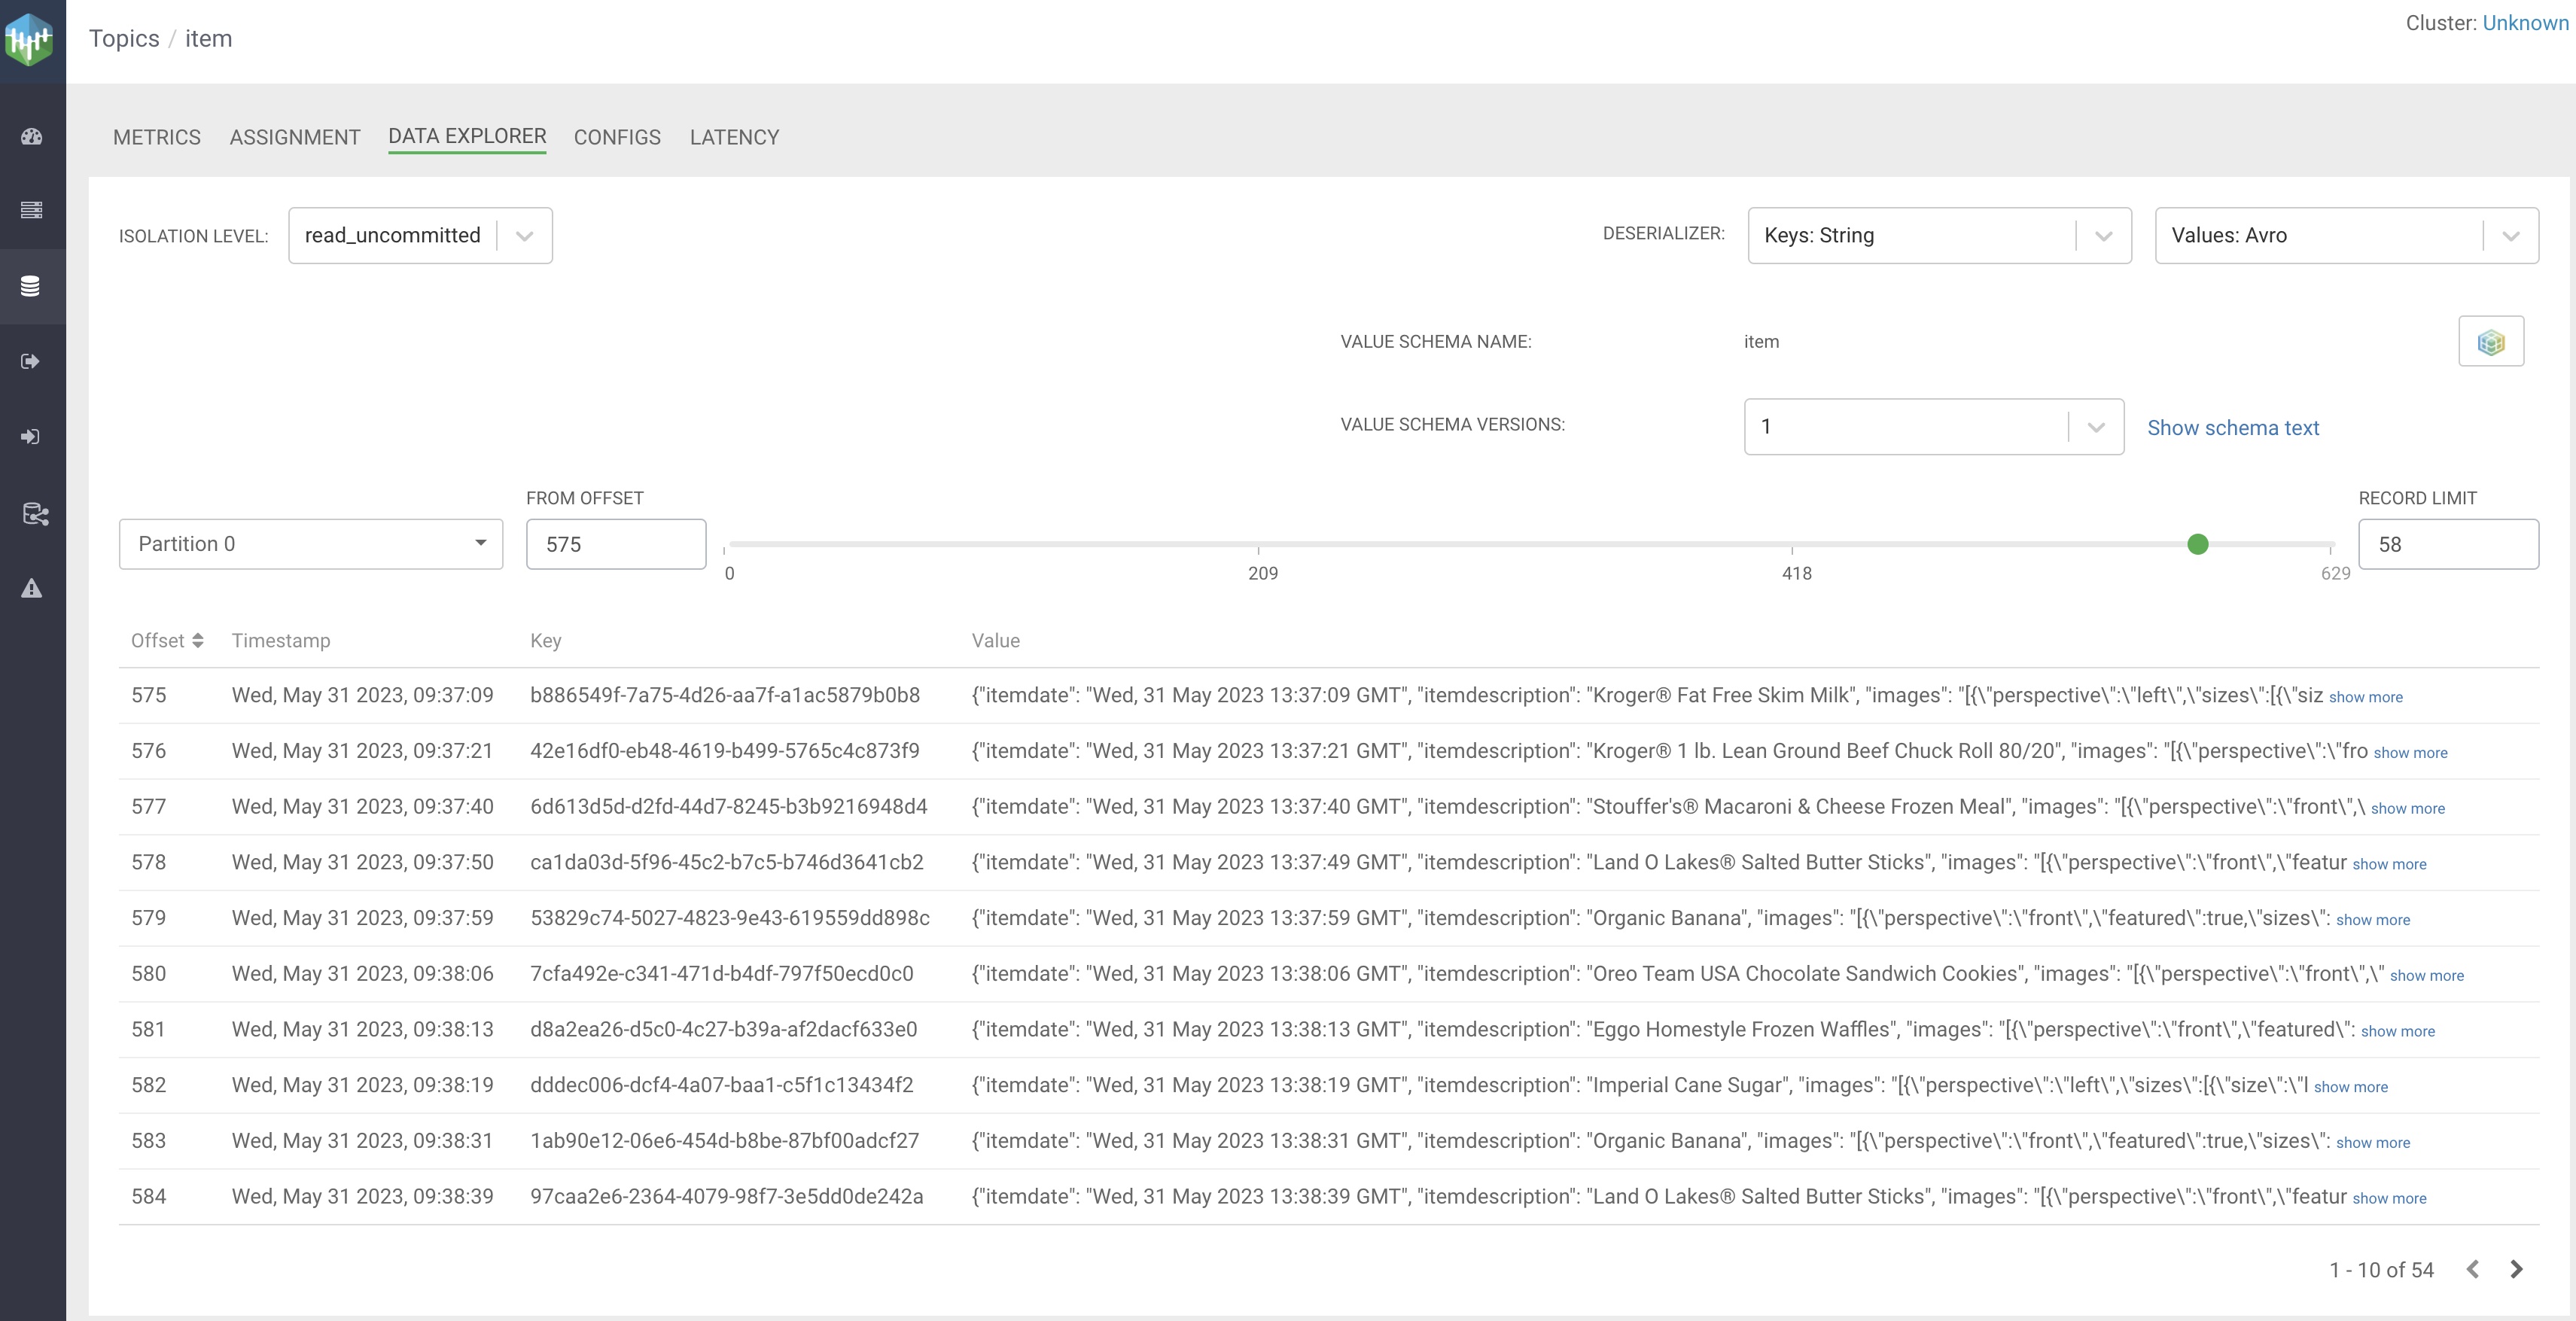 Topics / item
Cluster: Unknown
METRICS ASSIGNMENT DATA EXPLORER CONFIGS LATENCY
ISOLATION LEVEL: read_uncommitted DESERIALIZER: Keys: String Values: Avro
VALUE SCHEMA NAME: item
VALUE SCHEMA VERSIONS: 1 Show schema text
FROM OFFSET RECORD LIMIT
Partition 0 575 58
0 209 418 629
Offset Timestamp Key Value
575 Wed, May 31 2023, 09:37:09 b886549f-7a75-4d26-aa7f-a1ac5879b0b8 {"itemdate": "Wed, 31 May 2023 13:37:09 GMT", "itemdescription": "Kroger® Fat Free Skim Milk", "images": "[{\"perspective\":\"left\",\"sizes\":[{\"siz show more
576 Wed, May 31 2023, 09:37:21 42e16df0-eb48-4619-b499-5765c4c873f9 {"itemdate": "Wed, 31 May 2023 13:37:21 GMT", "itemdescription": "Kroger® 1 lb. Lean Ground Beef Chuck Roll 80/20", "images": "[{\"perspective\":\"fro show more
577 Wed, May 31 2023, 09:37:40 6d613d5d-d2fd-44d7-8245-b3b9216948d4 {"itemdate": "Wed, 31 May 2023 13:37:40 GMT", "itemdescription": "Stouffer's® Macaroni & Cheese Frozen Meal", "images": "[{\"perspective\":\"front\",\ show more
578 Wed, May 31 2023, 09:37:50 ca1da03d-5f96-45c2-b7c5-b746d3641cb2 {"itemdate": "Wed, 31 May 2023 13:37:49 GMT", "itemdescription": "Land O Lakes® Salted Butter Sticks", "images": "[{\"perspective\":\"front\",\"featur show more
579 Wed, May 31 2023, 09:37:59 53829c74-5027-4823-9e43-619559dd898c {"itemdate": "Wed, 31 May 2023 13:37:59 GMT", "itemdescription": "Organic Banana", "images": "[{\"perspective\":\"front\",\"featured\":true,\"sizes\": show more
580 Wed, May 31 2023, 09:38:06 7cfa492e-c341-471d-b4df-797f50ecd0c0 {"itemdate": "Wed, 31 May 2023 13:38:06 GMT", "itemdescription": "Oreo Team USA Chocolate Sandwich Cookies", "images": "[{\"perspective\":\"front\",\" show more
581 Wed, May 31 2023, 09:38:13 d8a2ea26-d5c0-4c27-b39a-af2dacf633e0 {"itemdate": "Wed, 31 May 2023 13:38:13 GMT", "itemdescription": "Eggo Homestyle Frozen Waffles", "images": "[{\"perspective\":\"front\",\"featured\": show more
582 Wed, May 31 2023, 09:38:19 dddec006-dcf4-4a07-baa1-c5f1c13434f2 {"itemdate": "Wed, 31 May 2023 13:38:19 GMT", "itemdescription": "Imperial Cane Sugar", "images": "[{\"perspective\":\"left\",\"sizes\":[{\"size\":\"l show more
583 Wed, May 31 2023, 09:38:31 1ab90e12-06e6-454d-b8be-87bf00adcf27 {"itemdate": "Wed, 31 May 2023 13:38:31 GMT", "itemdescription": "Organic Banana", "images": "[{\"perspective\":\"front\",\"featured\":true,\"sizes\": show more
584 Wed, May 31 2023, 09:38:39 97caa2e6-2364-4079-98f7-3e5dd0de242a {"itemdate": "Wed, 31 May 2023 13:38:39 GMT", "itemdescription": "Land O Lakes® Salted Butter Sticks", "images": "[{\"perspective\":\"front\",\"featur show more
1 - 10 of 54